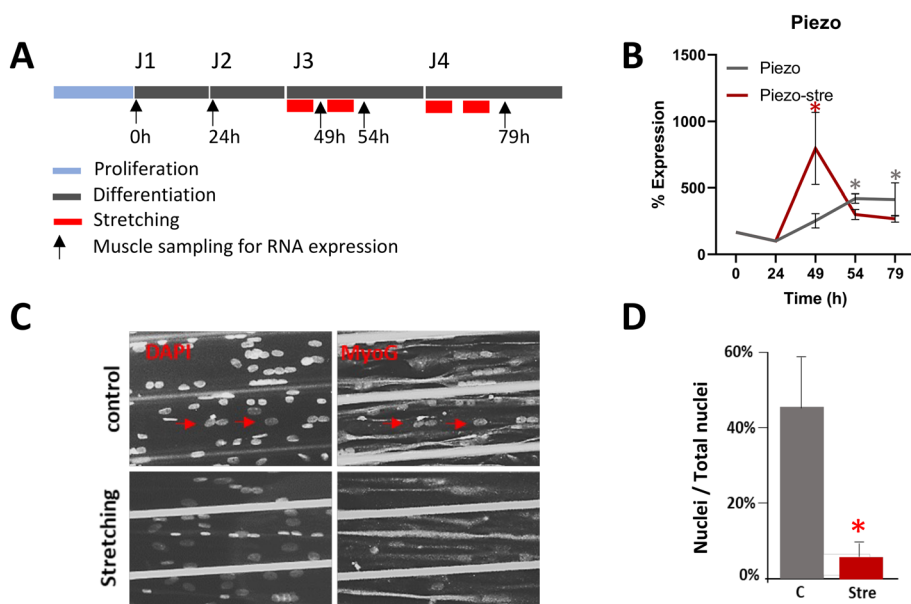 A
J1
J2
J3
J4
0h
24h
49h
54h
79h
Proliferation
Differentiation
Stretching
Muscle sampling for RNA expression
B
Piezo
1500
1000
500
0
% Expression
Piezo
Piezo-stre
*
*
*
0
24
49
54
79
Time (h)
C
DAPI
MyoG
control
Stretching
D
60%
40%
20%
0%
Nuclei / Total nuclei
*
C
Stre